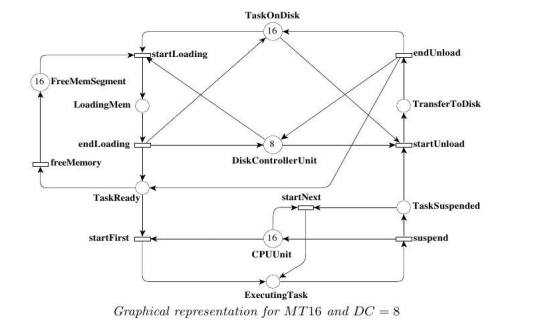 TaskOnDisk
16
startLoading
endUnload
16
FreeMemSegment
LoadingMem
TransferToDisk
endLoading
8
startUnload
DiskControllerUnit
freeMemory
TaskReady
startNext
TaskSuspended
startFirst
16
suspend
CPUUnit
ExecutingTask
Graphical representation for MT16 and DC = 8